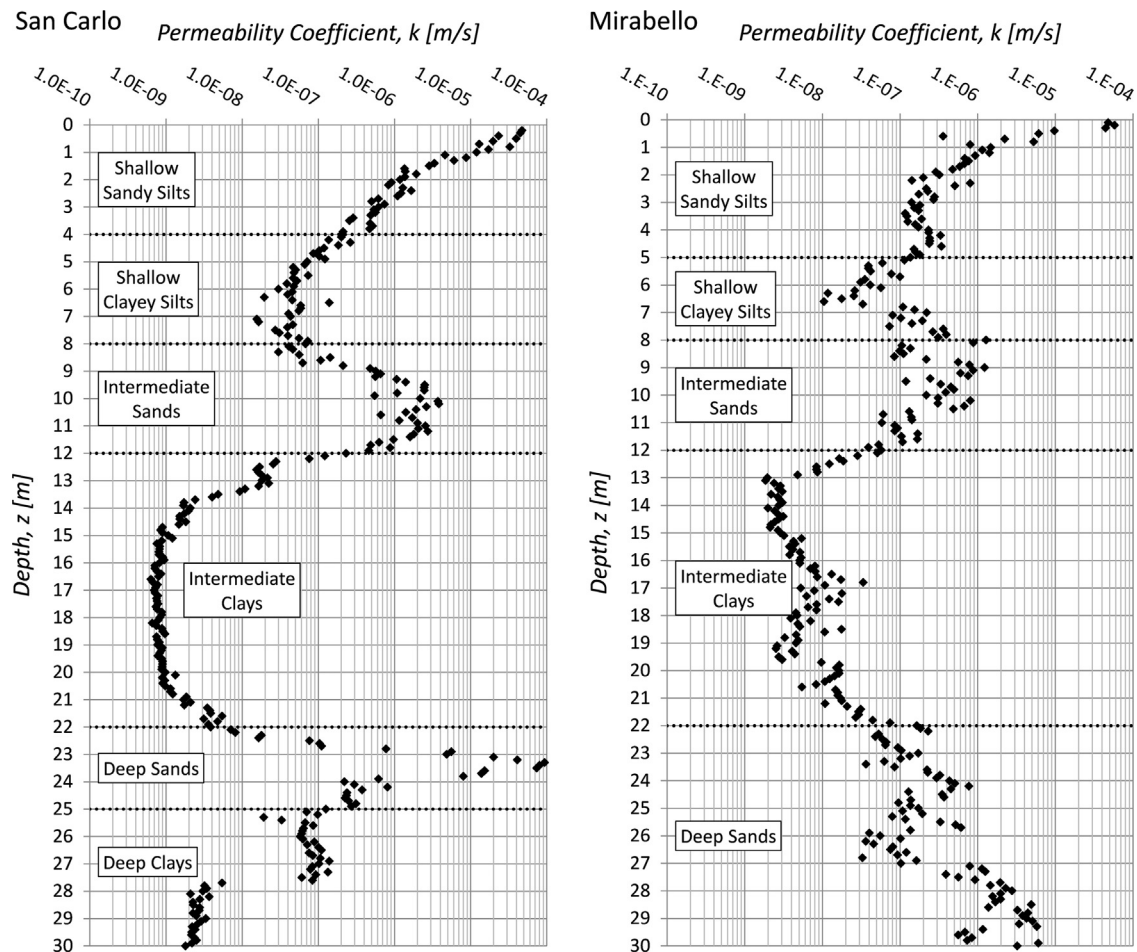 San Carlo
Permeability Coefficient, k [m/s]
1.0E-10
1.0E-09
1.0E-08
1.0E-07
1.0E-06
1.0E-05
1.0E-04
Depth, z [m]
0
1
2
3
4
5
6
7
8
9
10
11
12
13
14
15
16
17
18
19
20
21
22
23
24
25
26
27
28
29
30
Shallow
Sandy Silts
Shallow
Clayey Silts
Intermediate
Sands
Intermediate
Clays
Deep Sands
Deep Clays
Mirabello
Permeability Coefficient, k [m/s]
1.E-10
1.E-09
1.E-08
1.E-07
1.E-06
1.E-05
1.E-04
Depth, z [m]
0
1
2
3
4
5
6
7
8
9
10
11
12
13
14
15
16
17
18
19
20
21
22
23
24
25
26
27
28
29
30
Shallow
Sandy Silts
Shallow
Clayey Silts
Intermediate
Sands
Intermediate
Clays
Deep Sands